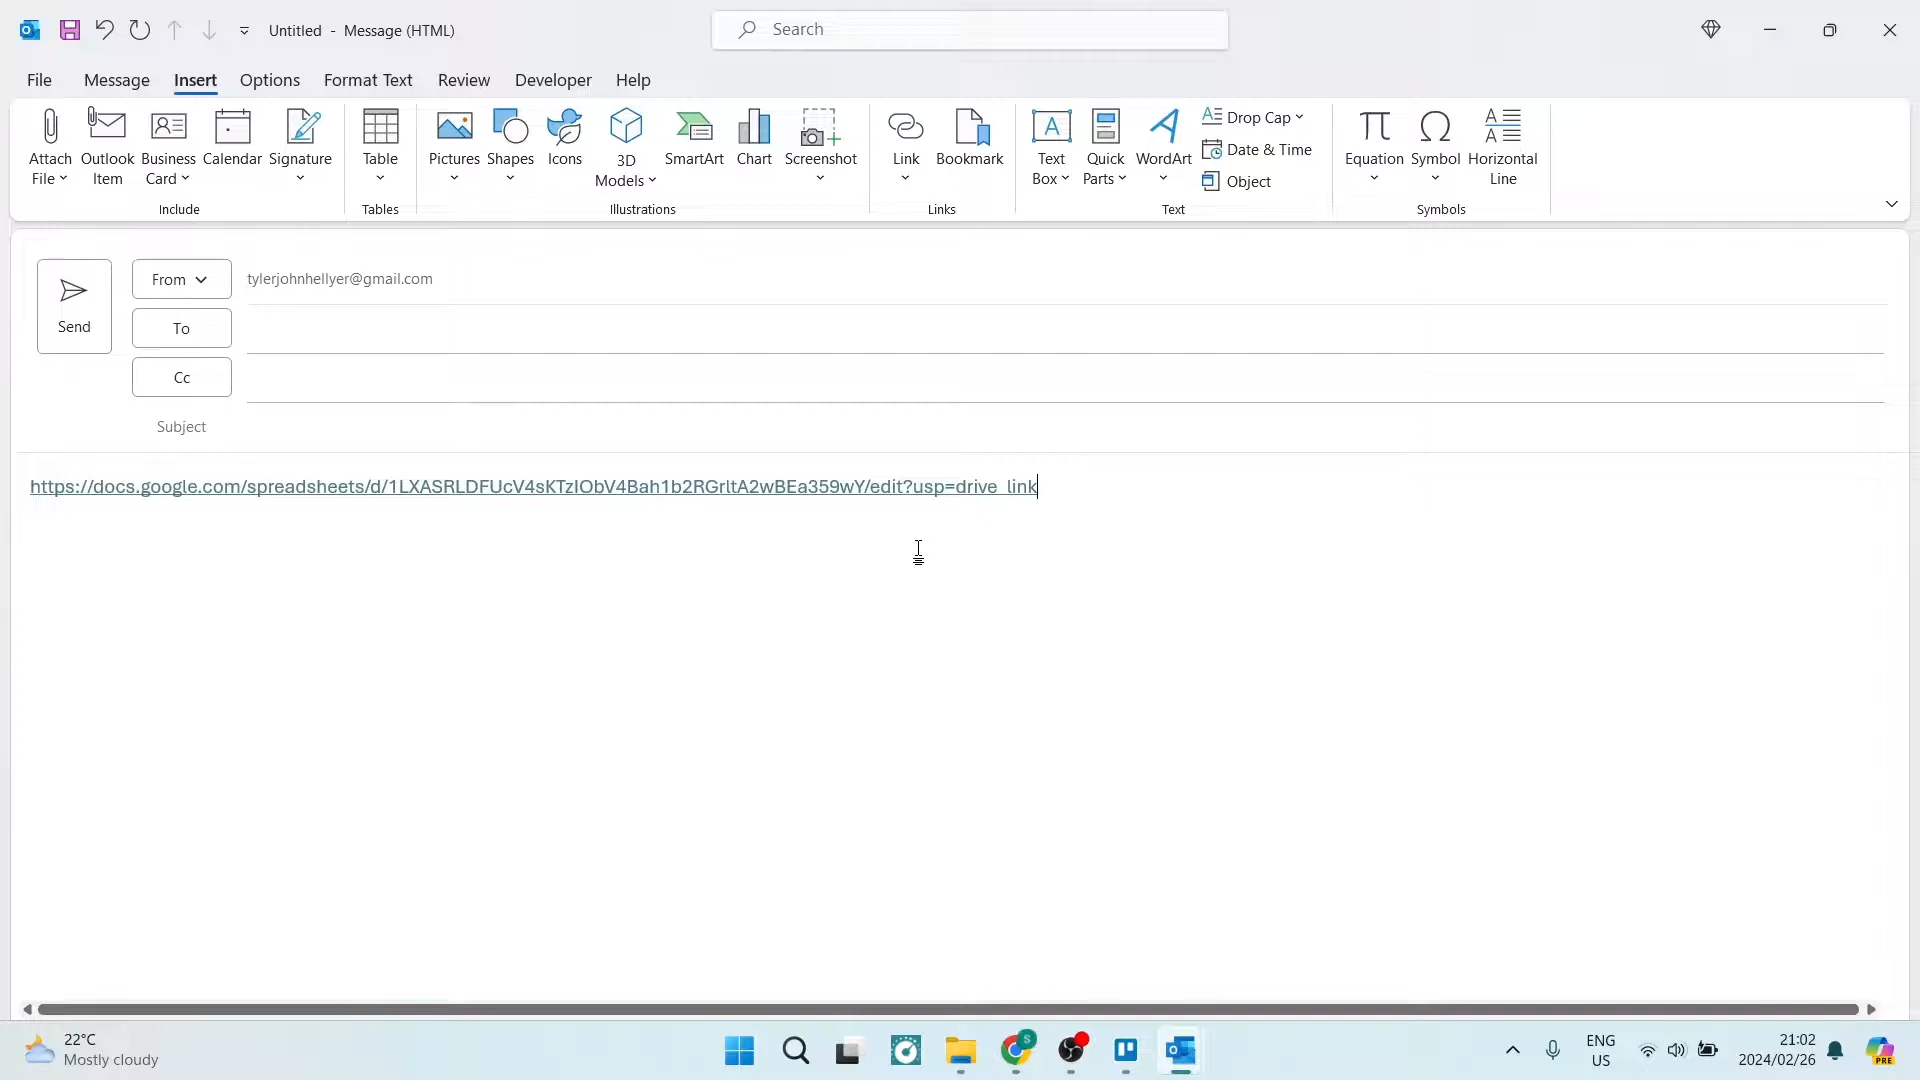 Untitled - Message (HTML)
Search
File Message Insert Options Format Text Review Developer Help
Attach File
Outlook Item
Business Card
Calendar
Signature
Include
Table
Tables
Pictures
Shapes
Icons
3D Models
SmartArt
Chart
Screenshot
Illustrations
Link
Bookmark
Links
Text Box
Quick Parts
WordArt
Drop Cap
Date & Time
Object
Text
Equation
Symbol
Horizontal Line
Symbols
Send
From
tylerjohnhellyer@gmail.com
To
Cc
Subject
https://docs.google.com/spreadsheets/d/1LXASRLDFUcV4sKTzIObV4Bah1b2RGrltA2wBEa359wY/edit?usp=drive_link
22°C
Mostly cloudy
S
ENG
US
21:02
2024/02/26
PRE